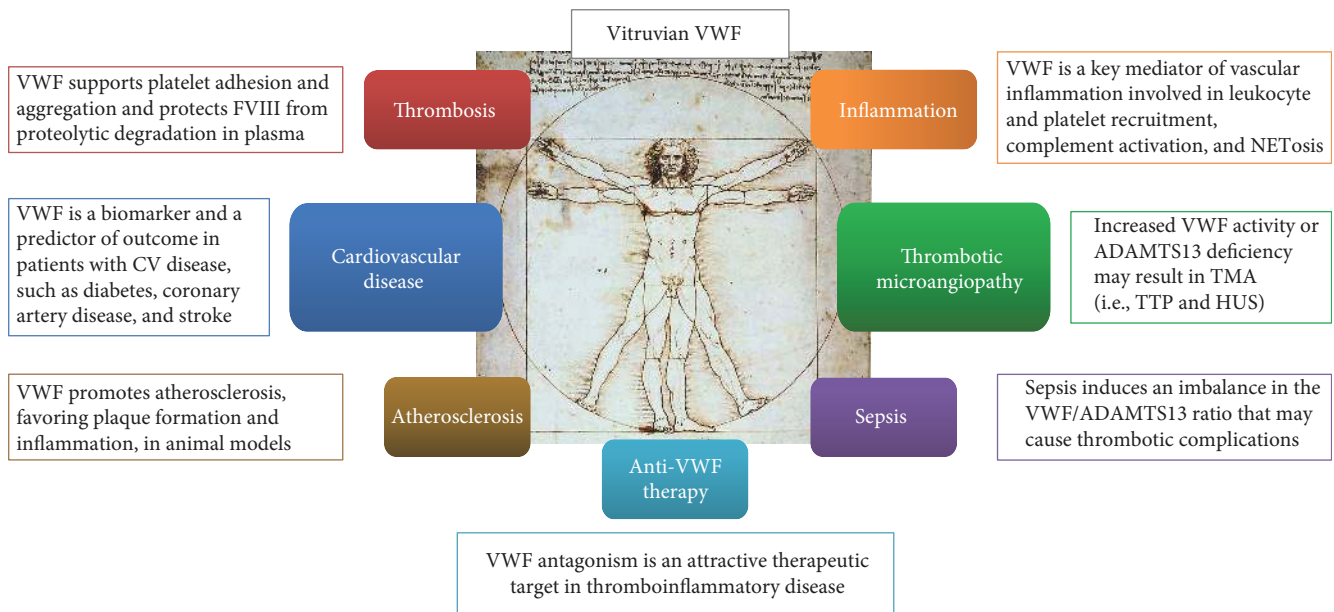 Vitruvian VWF
Thrombosis
VWF supports platelet adhesion and
aggregation and protects FVIII from
proteolytic degradation in plasma
Inflammation
VWF is a key mediator of vascular
inflammation involved in leukocyte
and platelet recruitment,
complement activation, and NETosis
Cardiovascular
disease
VWF is a biomarker and a
predictor of outcome in
patients with CV disease,
such as diabetes, coronary
artery disease, and stroke
Thrombotic
microangiopathy
Increased VWF activity or
ADAMTS13 deficiency
may result in TMA
(i.e., TTP and HUS)
Atherosclerosis
VWF promotes atherosclerosis,
favoring plaque formation and
inflammation, in animal models
Sepsis
Sepsis induces an imbalance in the
VWF/ADAMTS13 ratio that may
cause thrombotic complications
Anti-VWF
therapy
VWF antagonism is an attractive therapeutic
target in thromboinflammatory disease